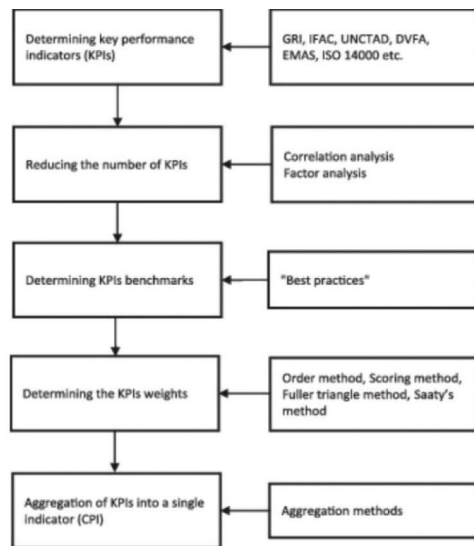 Determining key performance
indicators (KPIs)
GRI, IFAC, UNCTAD, DVFA,
EMAS, ISO 14000 etc.
Reducing the number of KPIs
Correlation analysis
Factor analysis
Determining KPIs benchmarks
"Best practices"
Determining the KPIs weights
Order method, Scoring method,
Fuller triangle method, Saaty's
method
Aggregation of KPIs into a single
indicator (CPI)
Aggregation methods